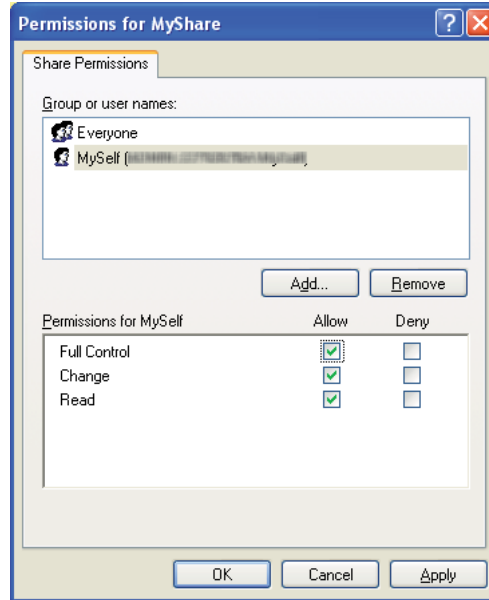 Permissions for MyShare
Share Permissions
Group or user names:
Everyone
MySelf (
Add... Remove
Permissions for MySelf Allow Deny
Full Control
Change
Read
OK Cancel Apply